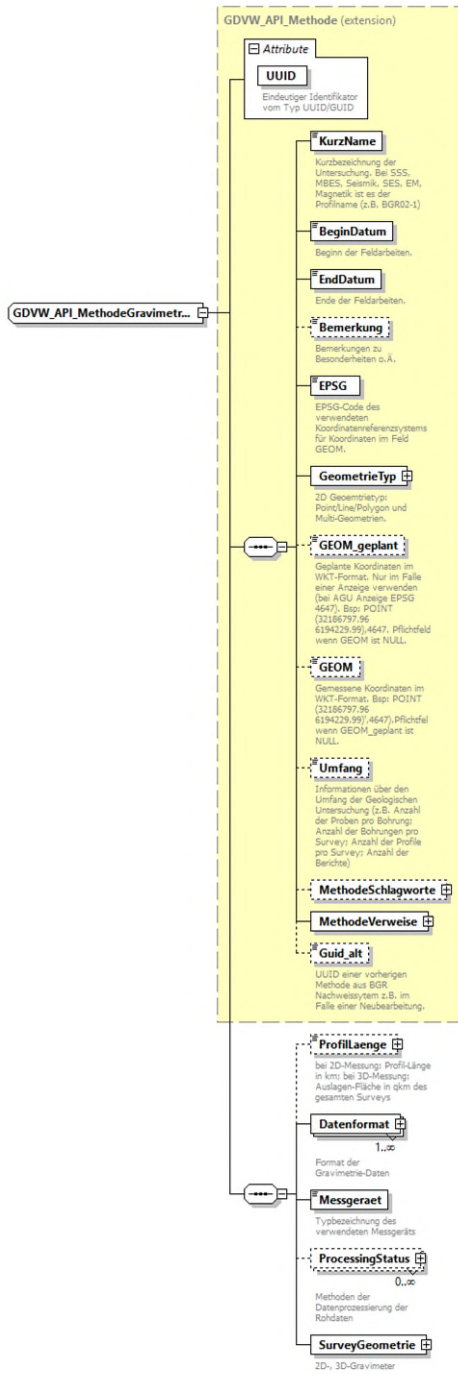 GDVW_API_Methode (extension)
Attribute
UUID
Eindeutiger Identifikator
vom Typ UUID/GUID
KurzName
Kurzbezeichnung der
Untersuchung. Bei SSS,
MBES, Seismik, SES, EM,
Magnetik ist es der
Profilname (z.B. BGR02-1)
BeginDatum
Beginn der Feldarbeiten.
EndDatum
Ende der Feldarbeiten.
GDVW_API_MethodeGravimetr...
Bemerkung
Bemerkungen zu
Besonderheiten o.Ä.
EPSG
EPSG-Code des
verwendeten
Koordinatenreferenzsystems
für Koordinaten im Feld
GEOM.
GeometrieTyp
2D Geoemtrietyp:
Point/Line/Polygon und
Multi-Geometrien.
GEOM_geplant
Geplante Koordinaten im
WKT-Format. Nur im Falle
einer Anzeige verwenden
(bei AGU Anzeige EPSG
4647). Bsp: POINT
(32186797.96
6194229.99),4647. Pflichtfeld
wenn GEOM ist NULL.
GEOM
Gemessene Koordinaten im
WKT-Format. Bsp: POINT
(32186797.96
6194229.99)',4647).Pflichtfel
wenn GEOM_geplant ist
NULL.
Umfang
Informationen über den
Umfang der Geologischen
Untersuchung (z.B. Anzahl
der Proben pro Bohrung;
Anzahl der Bohrungen pro
Survey; Anzahl der Profile
pro Survey; Anzahl der
Berichte)
MethodeSchlagworte
MethodeVerweise
Guid_alt
UUID einer vorherigen
Methode aus BGR
Nachweissytem z.B. im
Falle einer Neubearbeitung.
ProfilLaenge
bei 2D-Messung: Profil-Länge
in km; bei 3D-Messung:
Auslagen-Fläche in qkm des
gesamten Surveys
Datenformat
1..∞
Format der
Gravimetrie-Daten
Messgeraet
Typbezeichnung des
verwendeten Messgeräts
ProcessingStatus
0..∞
Methoden der
Datenprozessierung der
Rohdaten
SurveyGeometrie
2D-, 3D-Gravimeter